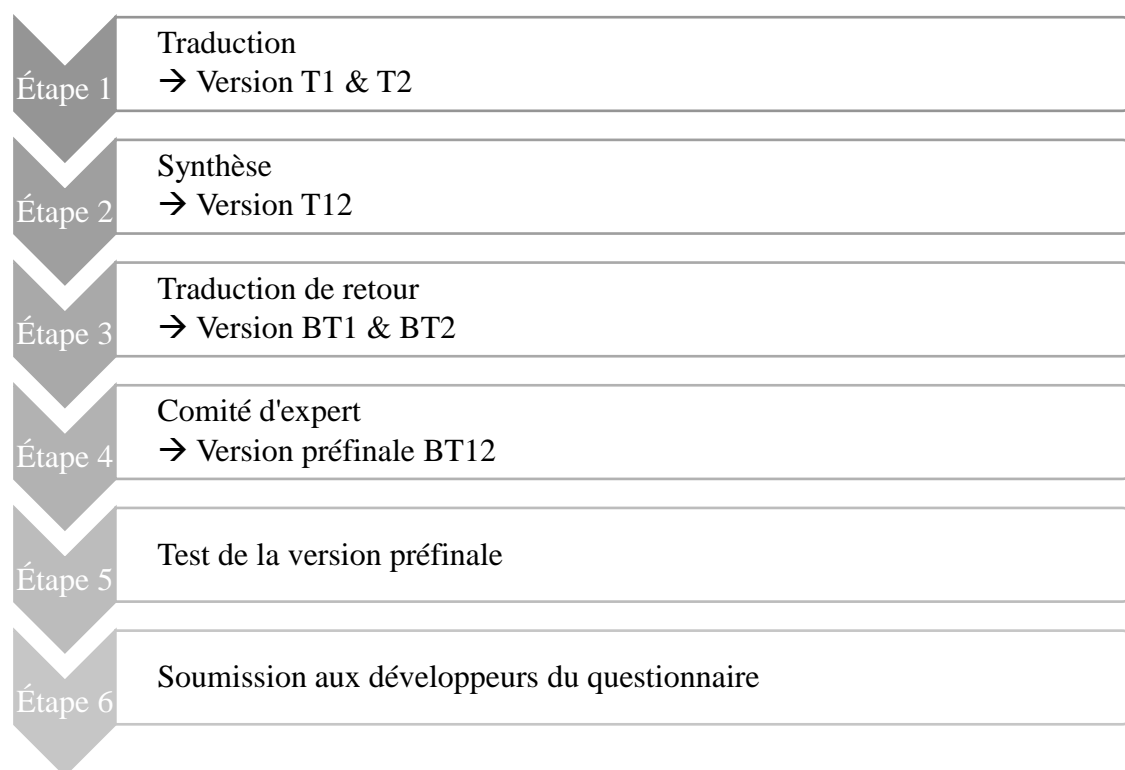 Étape 1
Traduction
→ Version T1 & T2
Étape 2
Synthèse
→ Version T12
Étape 3
Traduction de retour
→ Version BT1 & BT2
Étape 4
Comité d'expert
→ Version préfinale BT12
Étape 5
Test de la version préfinale
Étape 6
Soumission aux développeurs du questionnaire